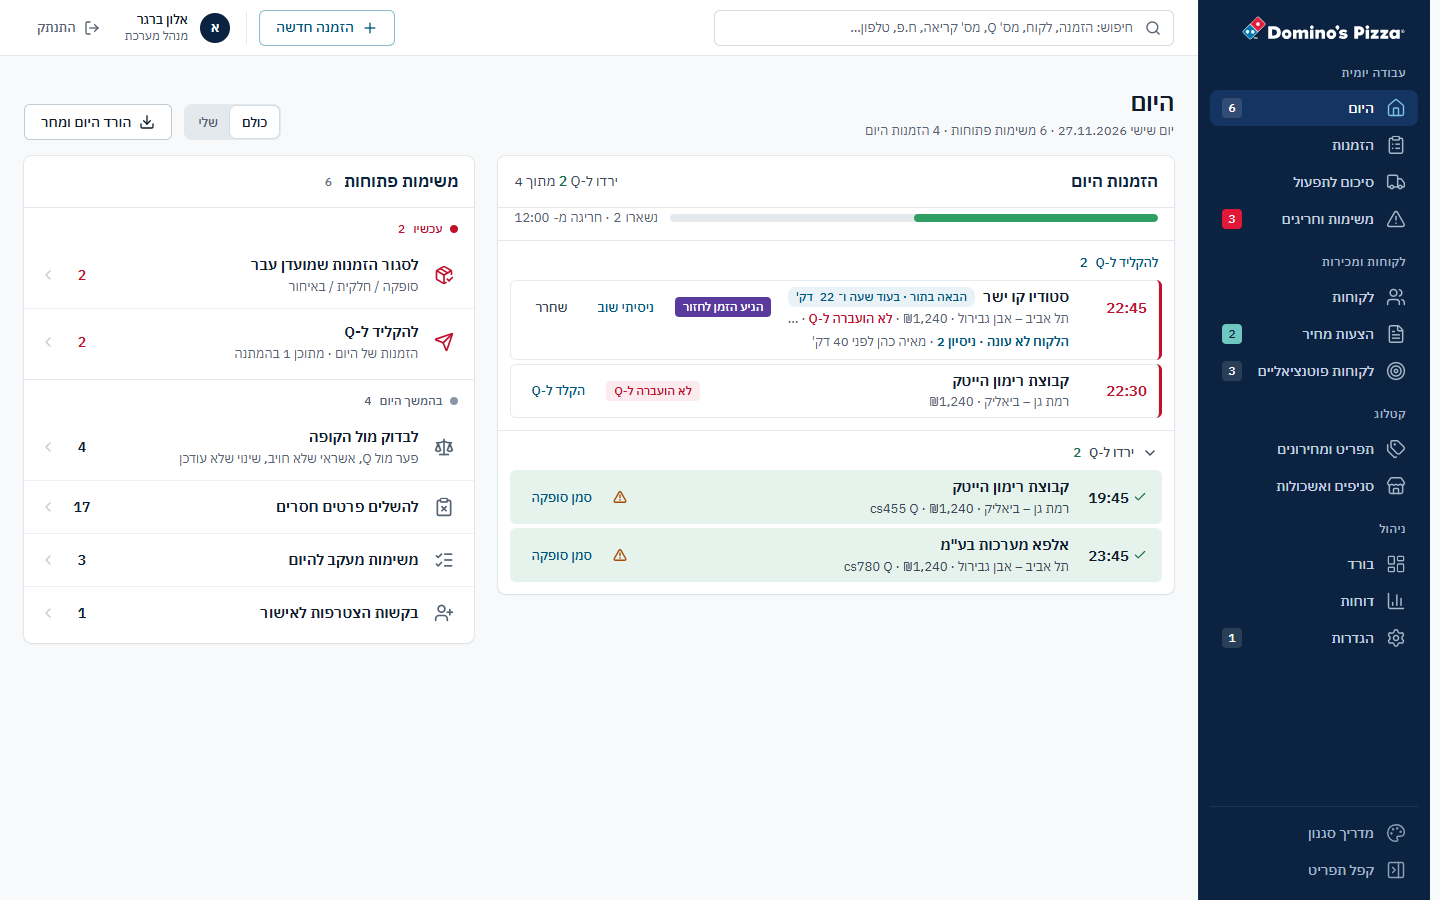 Domino's Pizza
עבודה יומית
היום 6
הזמנות
סיכום לתפעול
משימות וחריגים 3
לקוחות ומכירות
לקוחות
הצעות מחיר 2
לקוחות פוטנציאליים 3
קטלוג
תפריט ומחירונים
סניפים ואשכולות
ניהול
בורד
דוחות
הגדרות 1
מדריך סגנון
קפל תפריט
חיפוש: הזמנה, לקוח, מס' Q, מס' קריאה, ח.פ, טלפון...
הזמנה חדשה
א
אלון ברגר
מנהל מערכת
התנתק
היום
יום שישי 27.11.2026 · 6 משימות פתוחות · 4 הזמנות היום
כולם שלי
הורד היום ומחר
הזמנות היום
ירדו ל-Q 2 מתוך 4
נשארו 2 · חריגה מ- 12:00
להקליד ל-Q 2
22:45
סטודיו קו ישר הבאה בתור · בעוד שעה ו־ 22 דק'
תל אביב – אבן גבירול · ₪1,240 · לא הועברה ל-Q · ...
הלקוח לא עונה · ניסיון 2 · מאיה כהן לפני 40 דק'
הגיע הזמן לחזור
ניסיתי שוב
שחרר
22:30
קבוצת רימון הייטק
רמת גן – ביאליק · ₪1,240
לא הועברה ל-Q
הקלד ל-Q
ירדו ל-Q 2
19:45
קבוצת רימון הייטק
רמת גן – ביאליק · ₪1,240 · cs455 Q
סמן סופקה
23:45
אלפא מערכות בע"מ
תל אביב – אבן גבירול · ₪1,240 · cs780 Q
סמן סופקה
משימות פתוחות 6
עכשיו 2
לסגור הזמנות שמועדן עבר
סופקה / חלקית / באיחור
2
להקליד ל-Q
הזמנות של היום · מתוכן 1 בהמתנה
2
בהמשך היום 4
לבדוק מול הקופה
פער מול Q, אשראי שלא חויב, שינוי שלא עודכן
4
להשלים פרטים חסרים
17
משימות מעקב להיום
3
בקשות הצטרפות לאישור
1